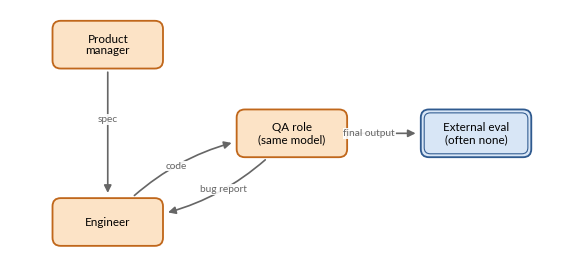 Product
manager
spec
QA role
(same model)
final output
External eval
(often none)
code
bug report
Engineer